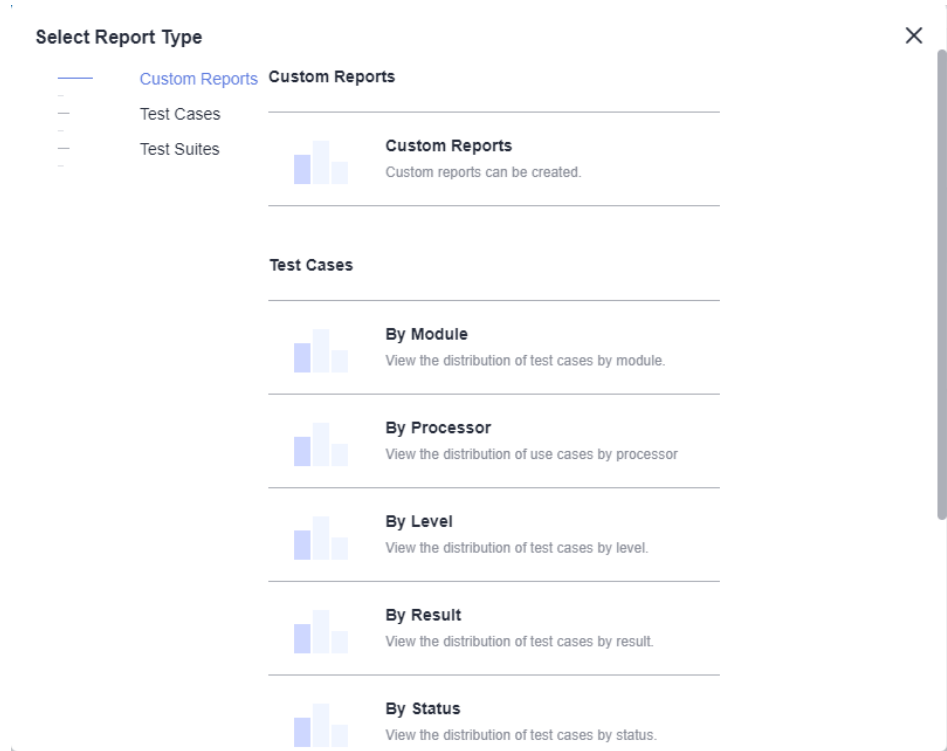 Select Report Type
Custom Reports
Test Cases
Test Suites
Custom Reports
Custom Reports
Custom reports can be created.
Test Cases
By Module
View the distribution of test cases by module.
By Processor
View the distribution of use cases by processor
By Level
View the distribution of test cases by level.
By Result
View the distribution of test cases by result.
By Status
View the distribution of test cases by status.